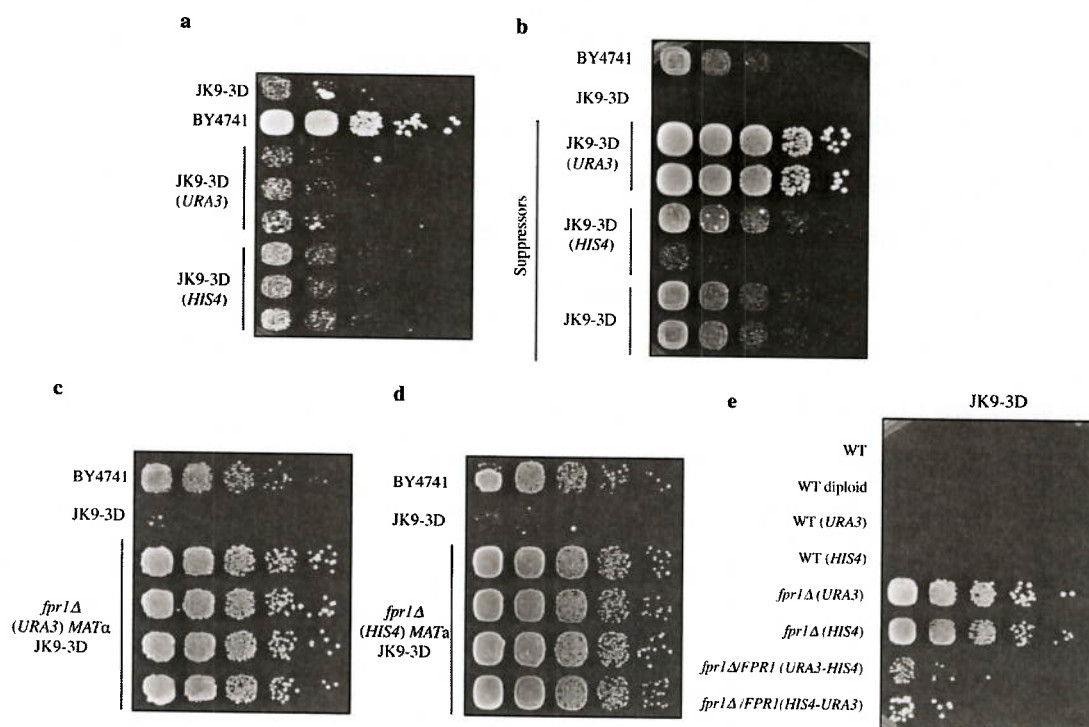 a
JK9-3D
BY4741
JK9-3D
(URA3)
JK9-3D
(HIS4)
b
BY4741
JK9-3D
Suppressors
JK9-3D
(URA3)
JK9-3D
(HIS4)
JK9-3D
c
BY4741
JK9-3D
fpr1Δ
(URA3) MATα
JK9-3D
d
BY4741
JK9-3D
fpr1Δ
(HIS4) MATa
JK9-3D
e
JK9-3D
WT
WT diploid
WT (URA3)
WT (HIS4)
fpr1Δ (URA3)
fpr1Δ (HIS4)
fpr1Δ/FPR1 (URA3-HIS4)
fpr1Δ/FPR1(HIS4-URA3)